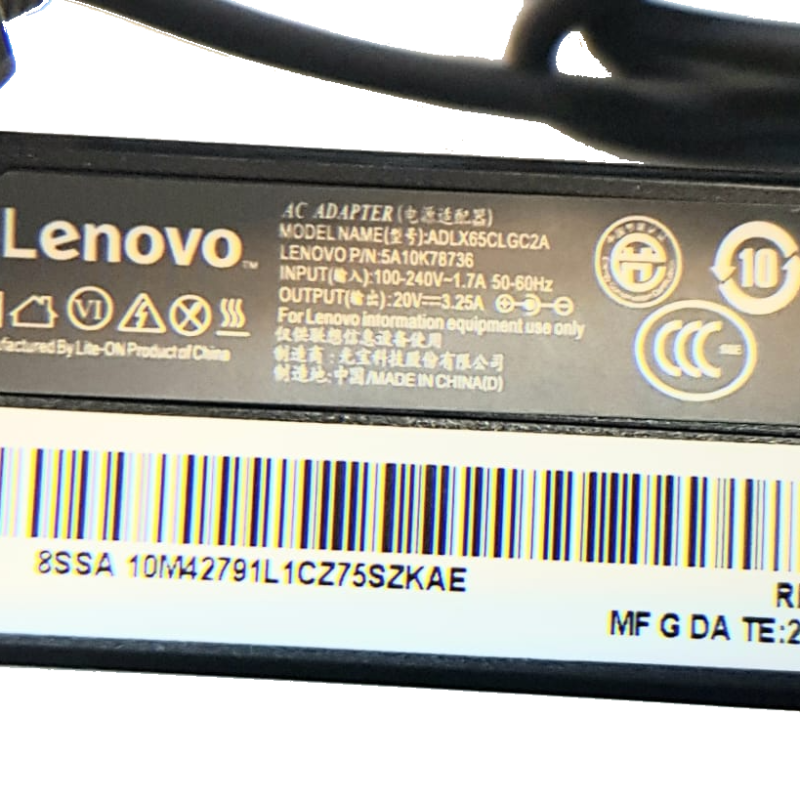 Lenovo™
AC ADAPTER(电源适配器)
MODEL NAME(型号):ADLX65CLGC2A
LENOVO P/N:5A10K78736
INPUT(输入):100-240V~1.7A 50-60Hz
OUTPUT(输出):20V⎓3.25A
For Lenovo information equipment use only
仅供联想信息设备使用
制造商:光宝科技股份有限公司
制造地:中国/MADE IN CHINA(D)
VI
By Lite-ON Product of China
10
CCC
8SSA 10M42791L1CZ75SZKAE
MF G DA TE:2